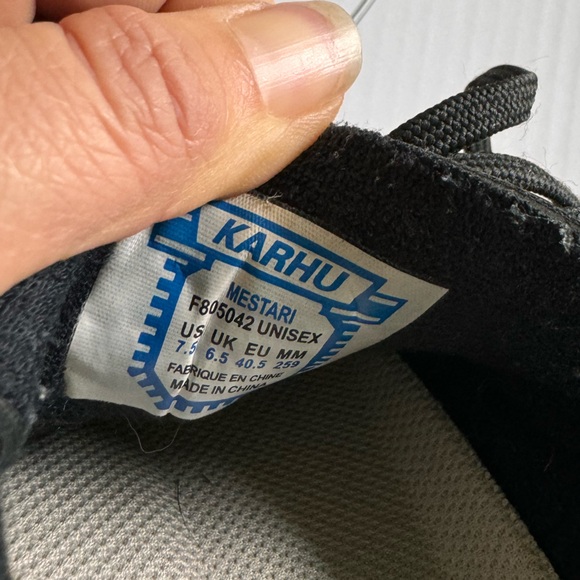 KARHU
MESTARI
F805042 UNISEX
US UK EU MM
7.5 6.5 40.5 259
FABRIQUE EN CHINE
MADE IN CHINA